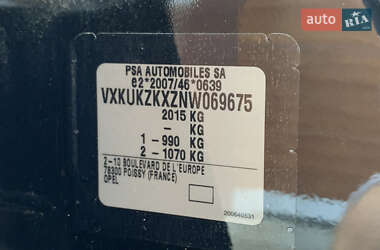 auto RIA
PSA AUTOMOBILES SA
e2*2007/46*0639
VXKUKZKXZNW069675
2015 KG
- KG
1 - 990 KG
2 - 1070 KG
2-10 BOULEVARD DE L'EUROPE
78300 POISSY (FRANCE)
OPEL
200640531